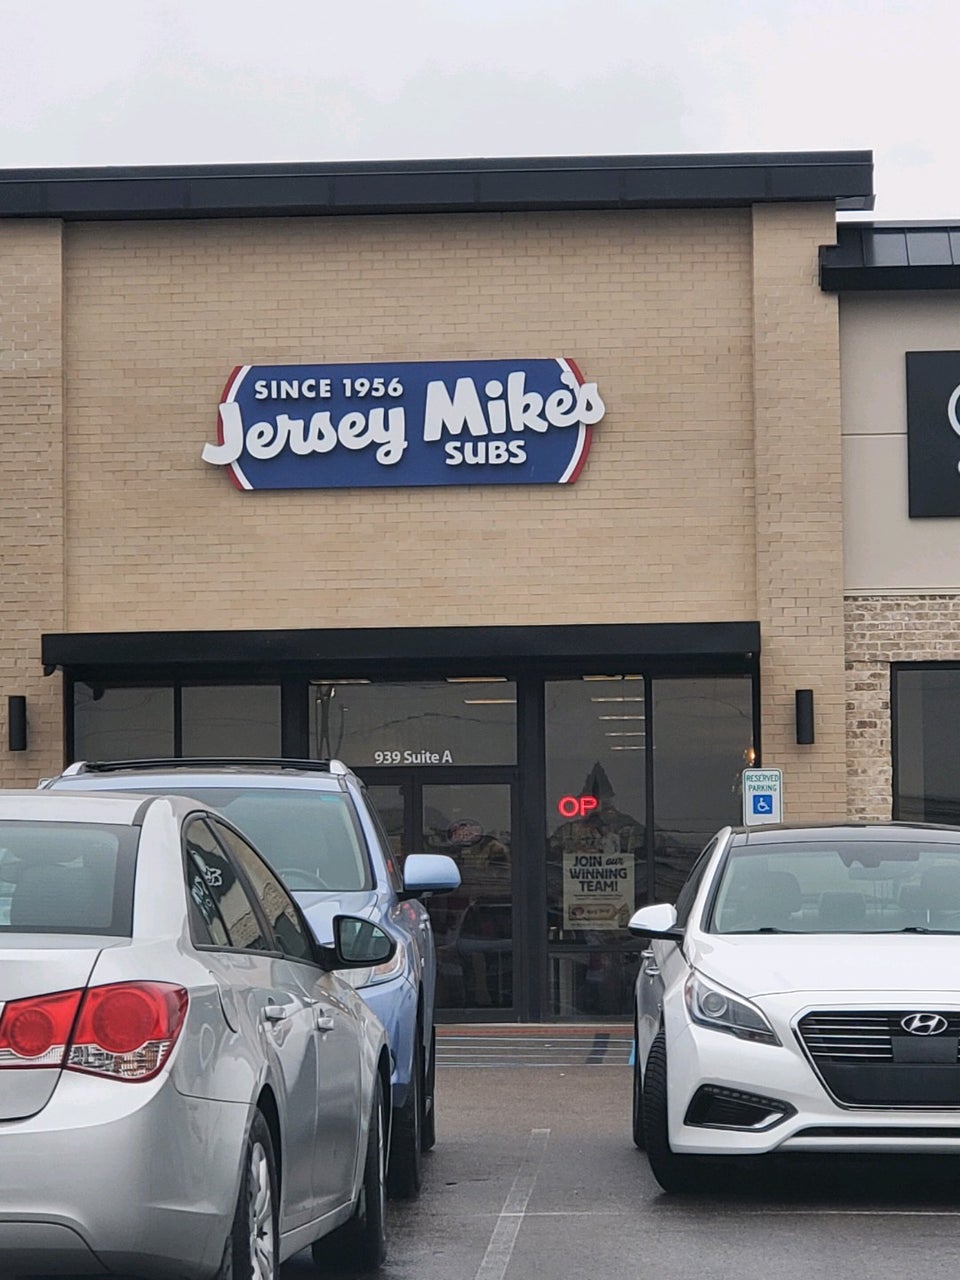 SINCE 1956
Jersey Mike's
SUBS
939 Suite A
RESERVED
PARKING
OP
JOIN our
WINNING
TEAM!